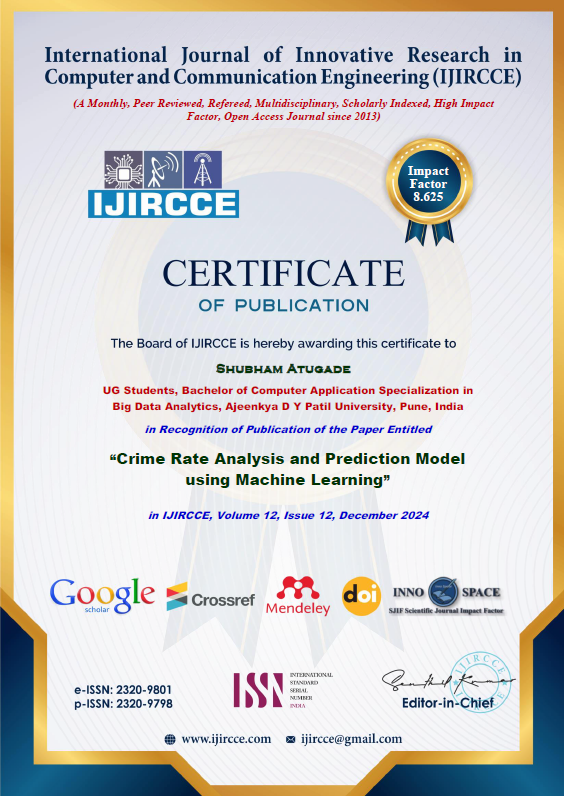 International Journal of Innovative Research in
Computer and Communication Engineering (IJIRCCE)
(A Monthly, Peer Reviewed, Refereed, Multidisciplinary, Scholarly Indexed, High Impact
Factor, Open Access Journal since 2013)
IJIRCCE
Impact
Factor
8.625
CERTIFICATE
OF PUBLICATION
The Board of IJIRCCE is hereby awarding this certificate to
SHUBHAM ATUGADE
UG Students, Bachelor of Computer Application Specialization in
Big Data Analytics, Ajeenkya D Y Patil University, Pune, India
in Recognition of Publication of the Paper Entitled
“Crime Rate Analysis and Prediction Model
using Machine Learning”
in IJIRCCE, Volume 12, Issue 12, December 2024
Google
scholar
Crossref
Mendeley
doi
INNO SPACE
SJIF Scientific Journal Impact Factor
e-ISSN: 2320-9801
p-ISSN: 2320-9798
ISSN
INTERNATIONAL
STANDARD
SERIAL
NUMBER
INDIA
Senthil Kumar
IJIRCCE
Editor-in-Chief
www.ijircce.com ijircce@gmail.com